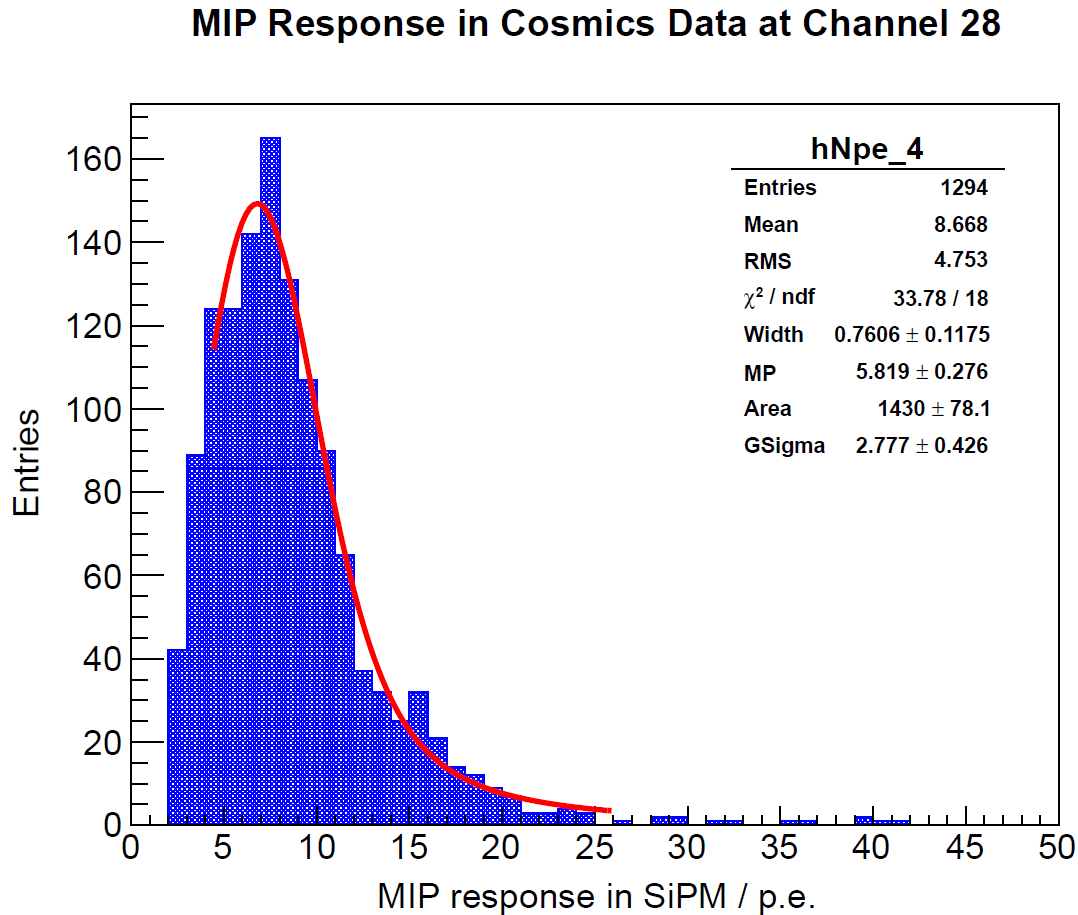 MIP Response in Cosmics Data at Channel 28
hNpe_4
Entries 1294
Mean 8.668
RMS 4.753
χ² / ndf 33.78 / 18
Width 0.7606 ± 0.1175
MP 5.819 ± 0.276
Area 1430 ± 78.1
GSigma 2.777 ± 0.426
Entries
160
140
120
100
80
60
40
20
0
0 5 10 15 20 25 30 35 40 45 50
MIP response in SiPM / p.e.